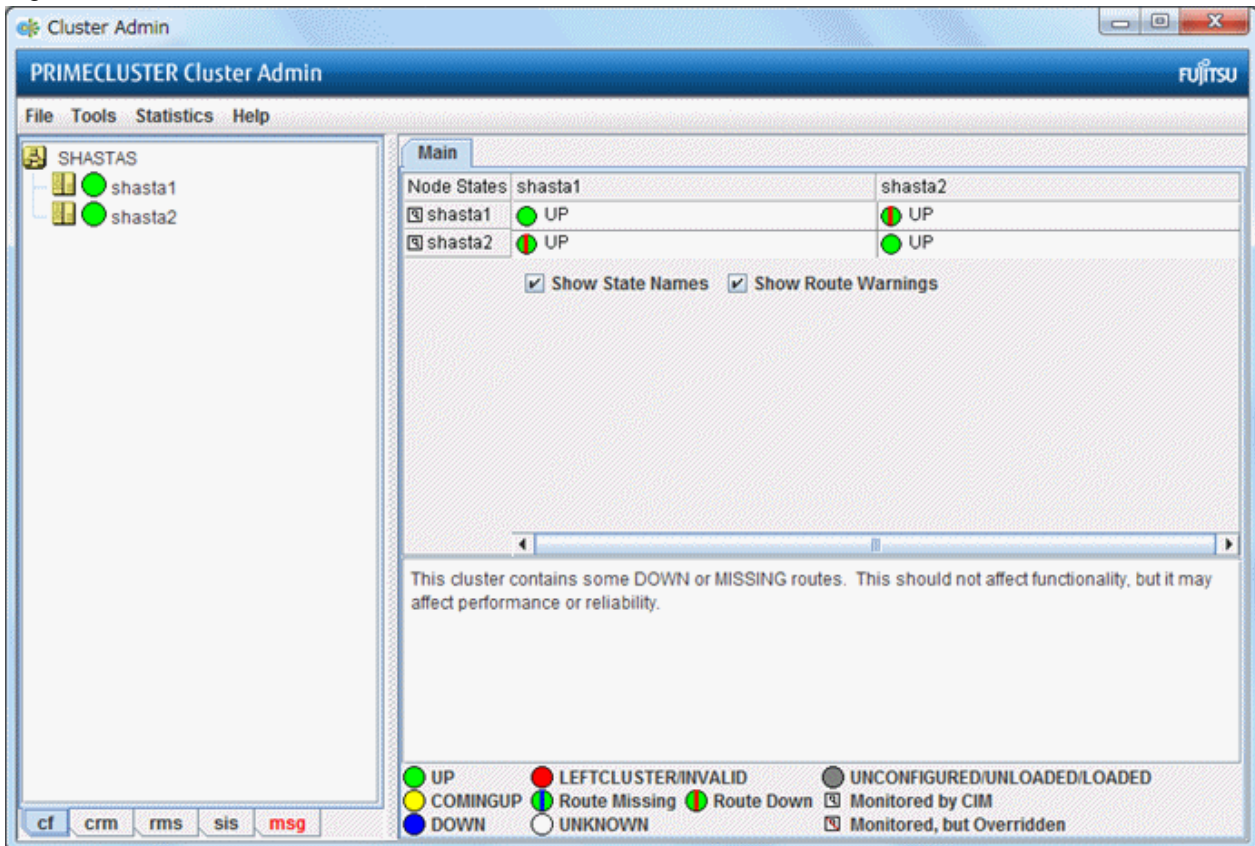 Cluster Admin
PRIMECLUSTER Cluster Admin
FUJITSU
File Tools Statistics Help
SHASTAS
shasta1
shasta2
Main
Node States shasta1 shasta2
shasta1 UP UP
shasta2 UP UP
Show State Names Show Route Warnings
This cluster contains some DOWN or MISSING routes. This should not affect functionality, but it may
affect performance or reliability.
UP LEFTCLUSTER/INVALID UNCONFIGURED/UNLOADED/LOADED
COMINGUP Route Missing Route Down Monitored by CIM
DOWN UNKNOWN Monitored, but Overridden
cf crm rms sis msg